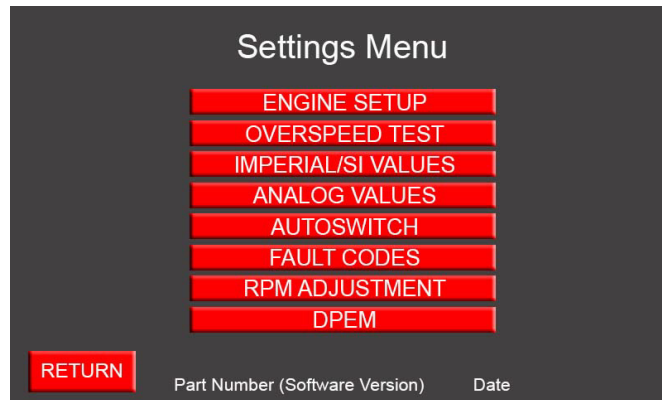 Settings Menu
ENGINE SETUP
OVERSPEED TEST
IMPERIAL/SI VALUES
ANALOG VALUES
AUTOSWITCH
FAULT CODES
RPM ADJUSTMENT
DPEM
RETURN
Part Number (Software Version) Date